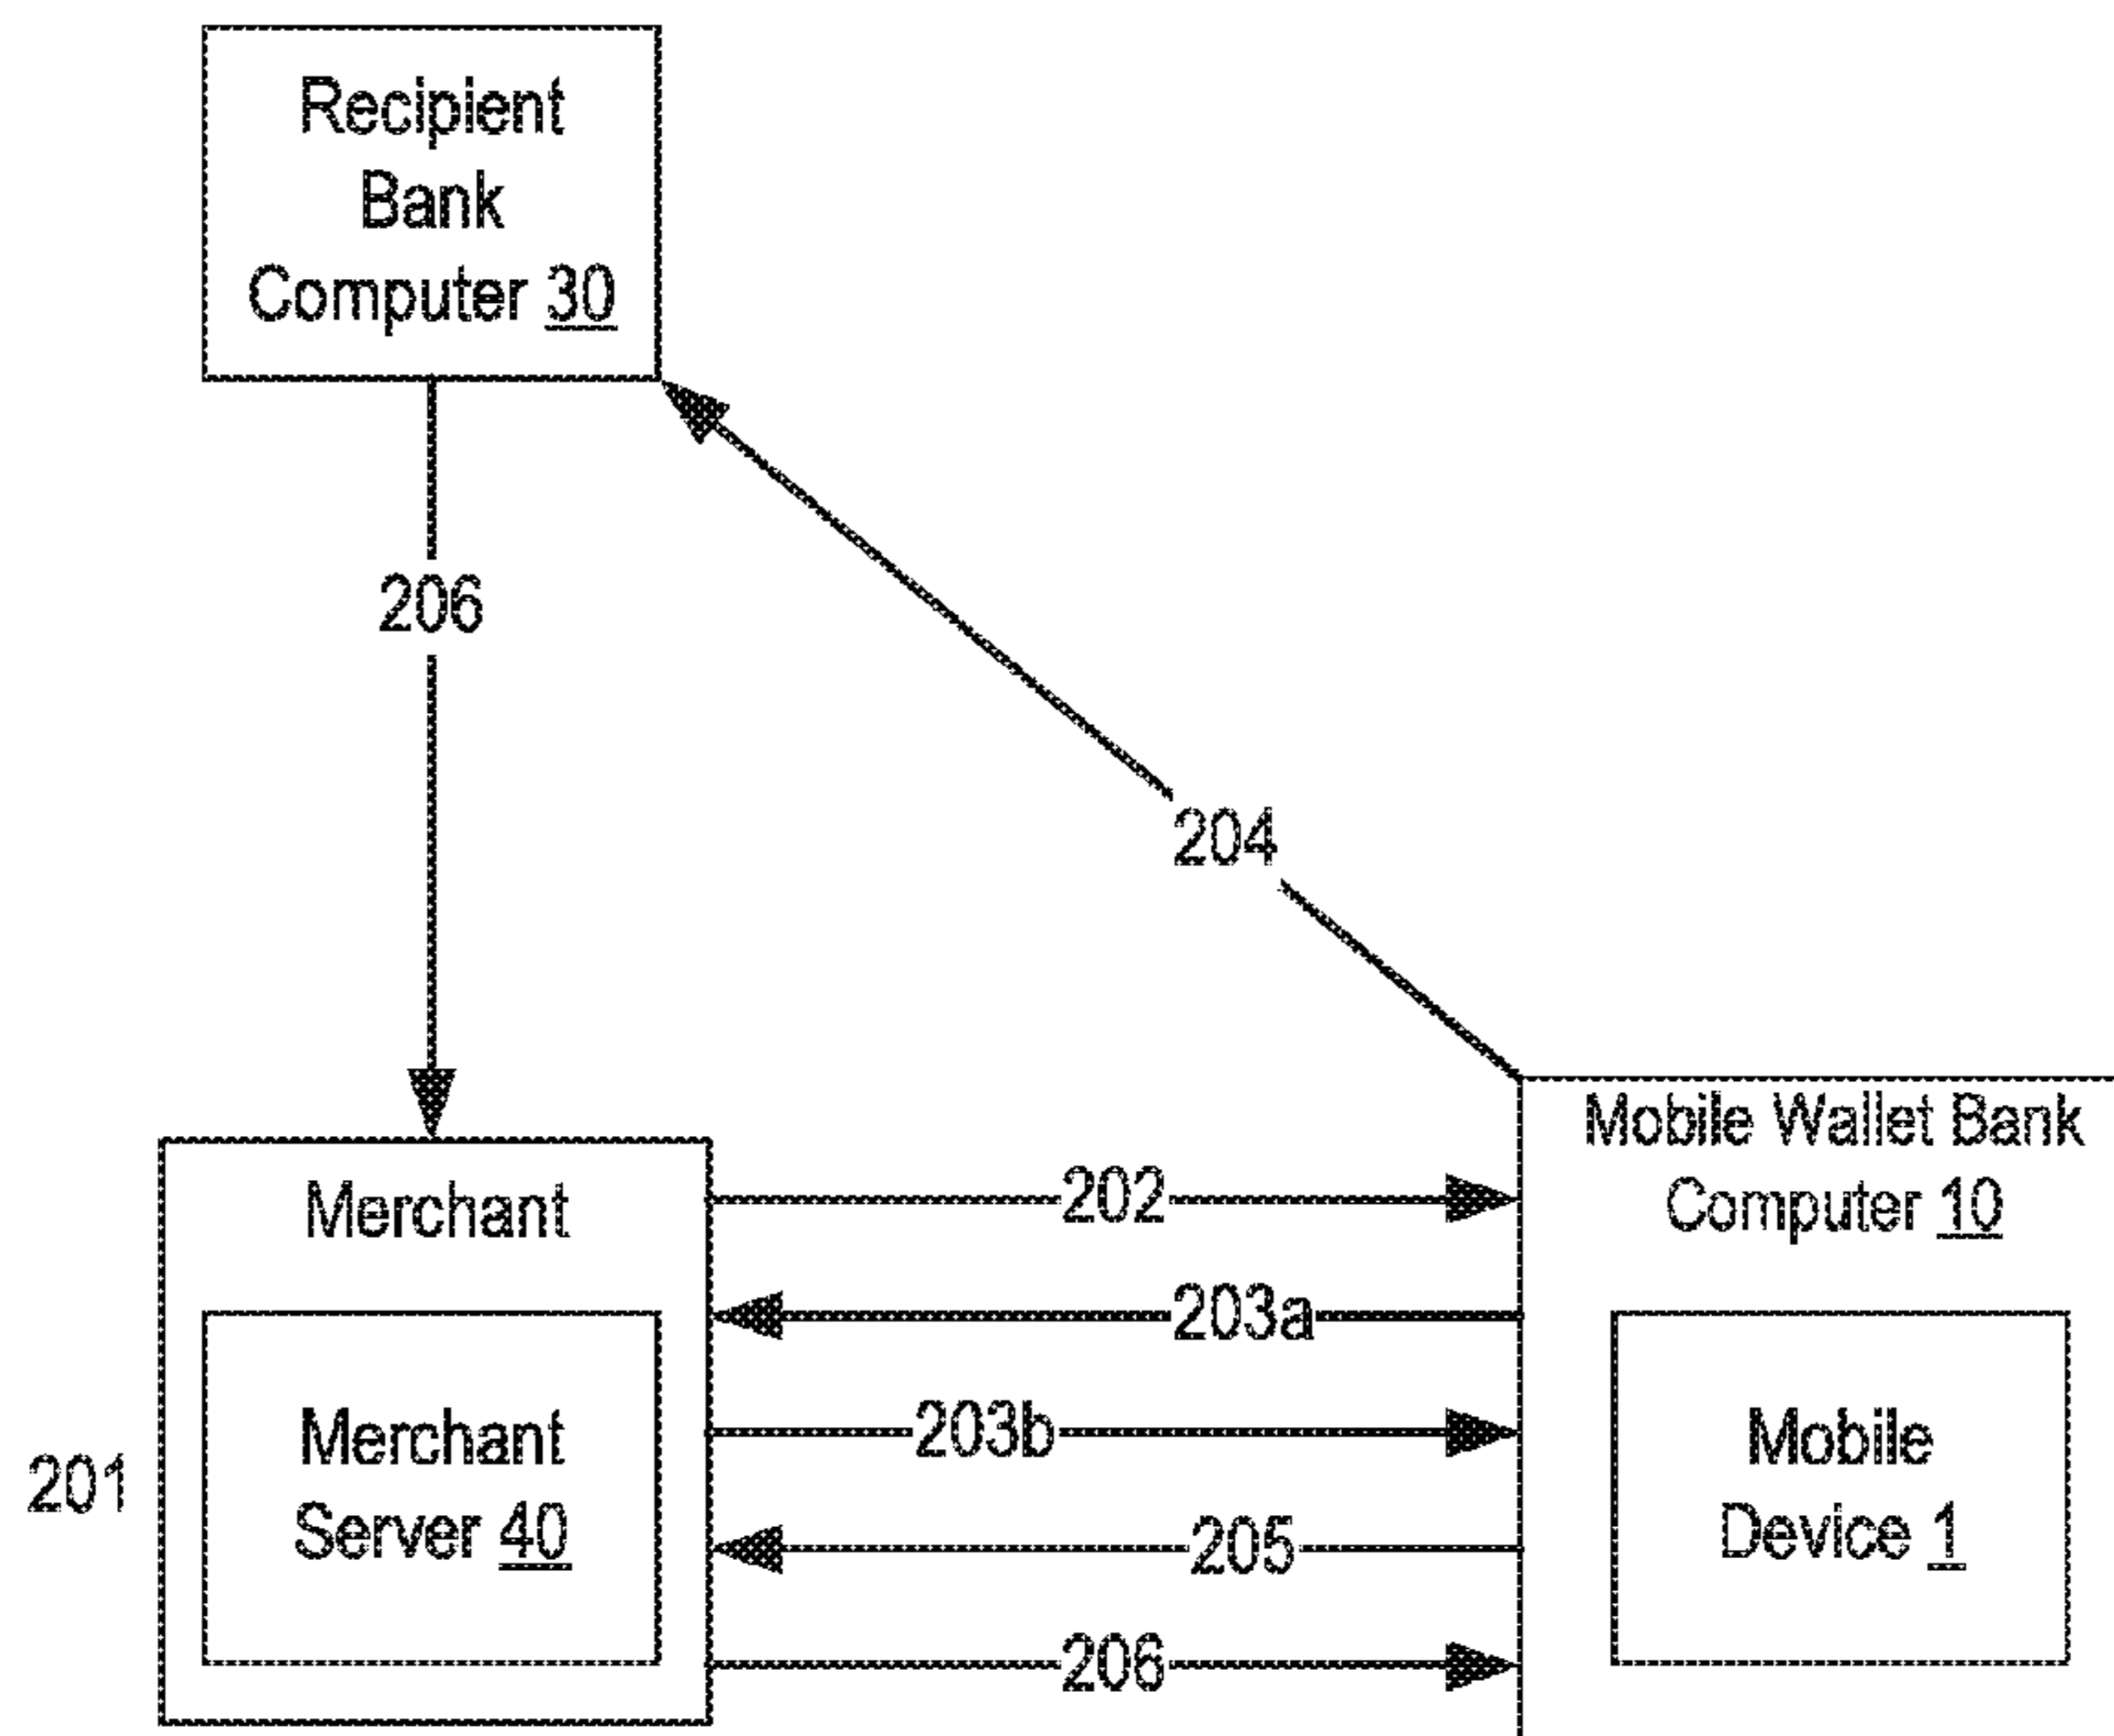 Recipient
Bank
Computer 30
206
204
Merchant
202
Mobile Wallet Bank
Computer 10
203a
203b
201
Merchant
Server 40
205
Mobile
Device 1
206